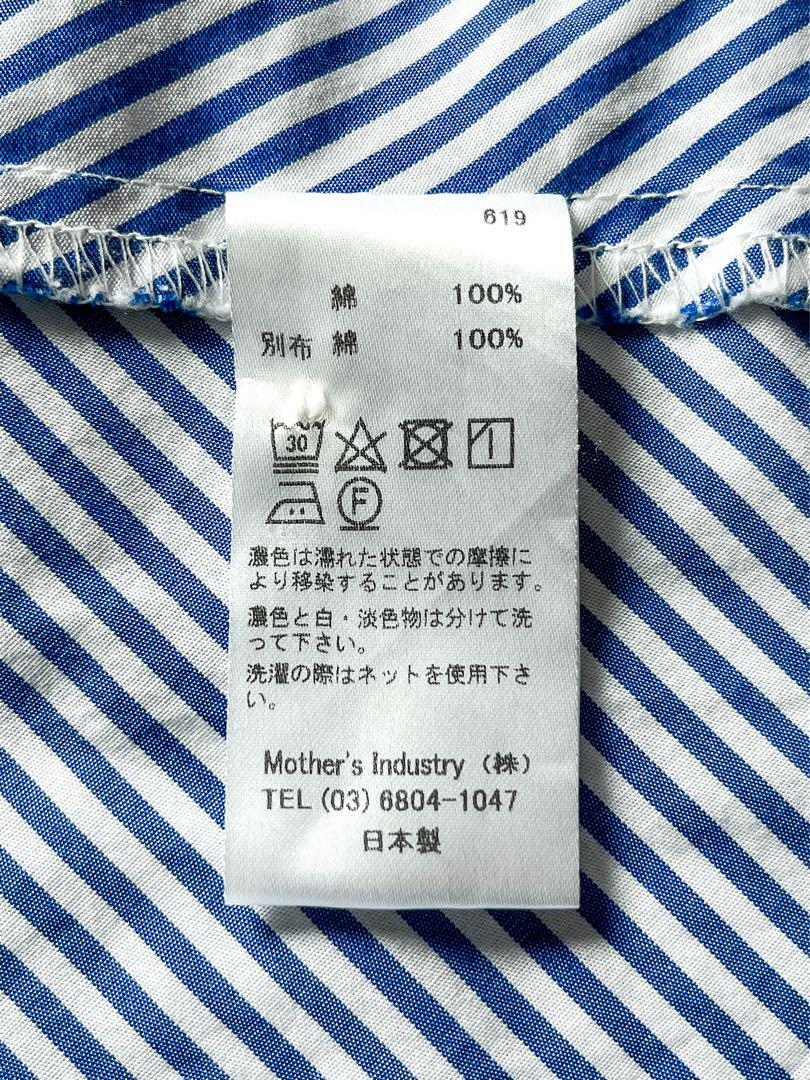 619
綿 100%
別布 綿 100%
30
F
濃色は濡れた状態での摩擦に
より移染することがあります。
濃色と白・淡色物は分けて洗
って下さい。
洗濯の際はネットを使用下さ
い。
Mother's Industry (株)
TEL (03) 6804-1047
日本製